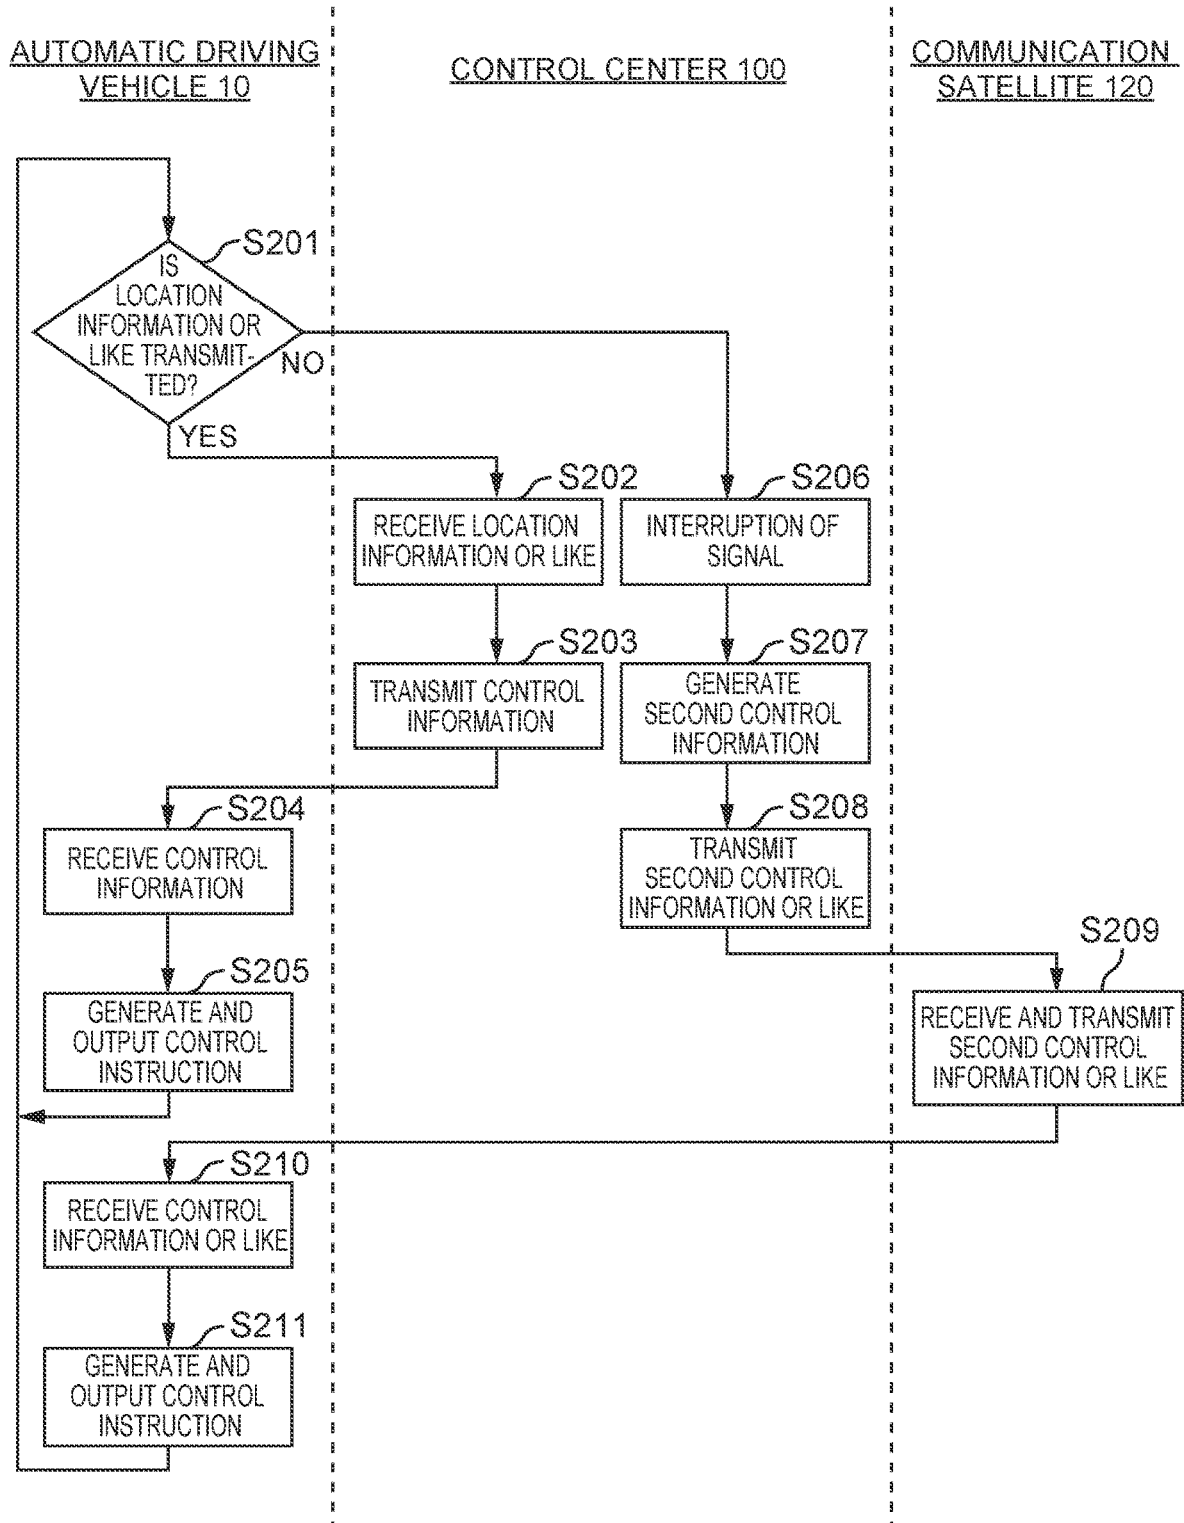 AUTOMATIC DRIVING
VEHICLE 10
CONTROL CENTER 100
COMMUNICATION
SATELLITE 120
S201
IS
LOCATION
INFORMATION OR
LIKE TRANSMIT-
TED?
NO
YES
S202
RECEIVE LOCATION
INFORMATION OR LIKE
S206
INTERRUPTION OF
SIGNAL
S203
TRANSMIT CONTROL
INFORMATION
S207
GENERATE
SECOND CONTROL
INFORMATION
S204
RECEIVE CONTROL
INFORMATION
S208
TRANSMIT
SECOND CONTROL
INFORMATION OR LIKE
S205
GENERATE AND
OUTPUT CONTROL
INSTRUCTION
S209
RECEIVE AND TRANSMIT
SECOND CONTROL
INFORMATION OR LIKE
S210
RECEIVE CONTROL
INFORMATION OR LIKE
S211
GENERATE AND
OUTPUT CONTROL
INSTRUCTION